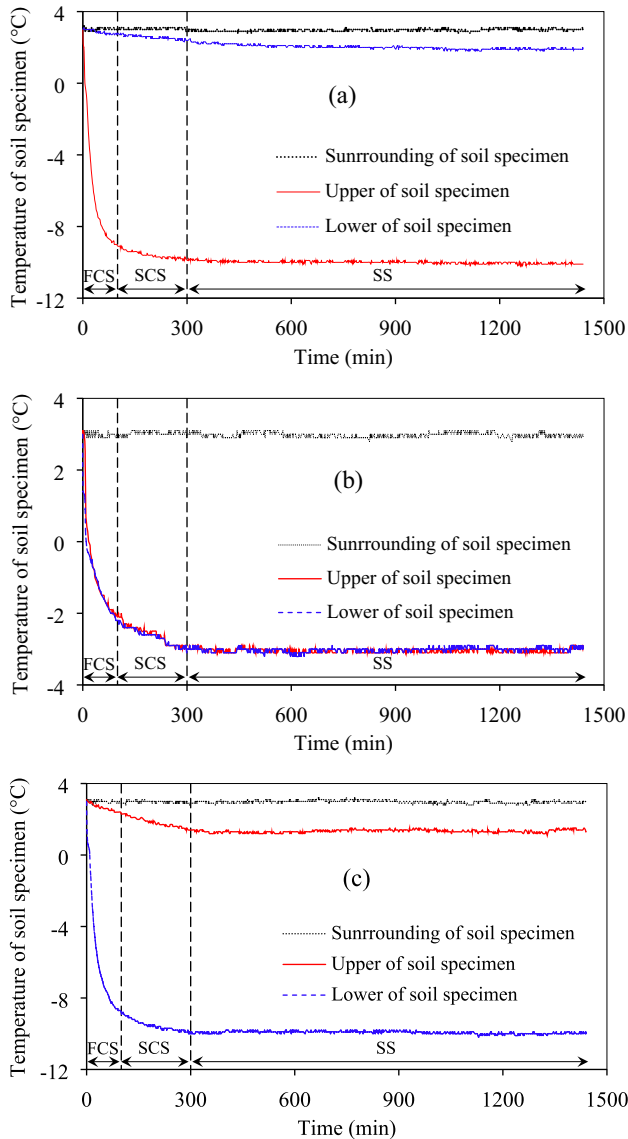 Temperature of soil specimen (°C)
4
0
-4
-8
-12
(a)
Sunrrounding of soil specimen
Upper of soil specimen
Lower of soil specimen
FCS
SCS
SS
0
300
600
900
1200
1500
Time (min)
Temperature of soil specimen (°C)
4
2
0
-2
-4
(b)
Sunrrounding of soil specimen
Upper of soil specimen
Lower of soil specimen
FCS
SCS
SS
0
300
600
900
1200
1500
Time (min)
Temperature of soil specimen (°C)
4
0
-4
-8
-12
(c)
Sunrrounding of soil specimen
Upper of soil specimen
Lower of soil specimen
FCS
SCS
SS
0
300
600
900
1200
1500
Time (min)